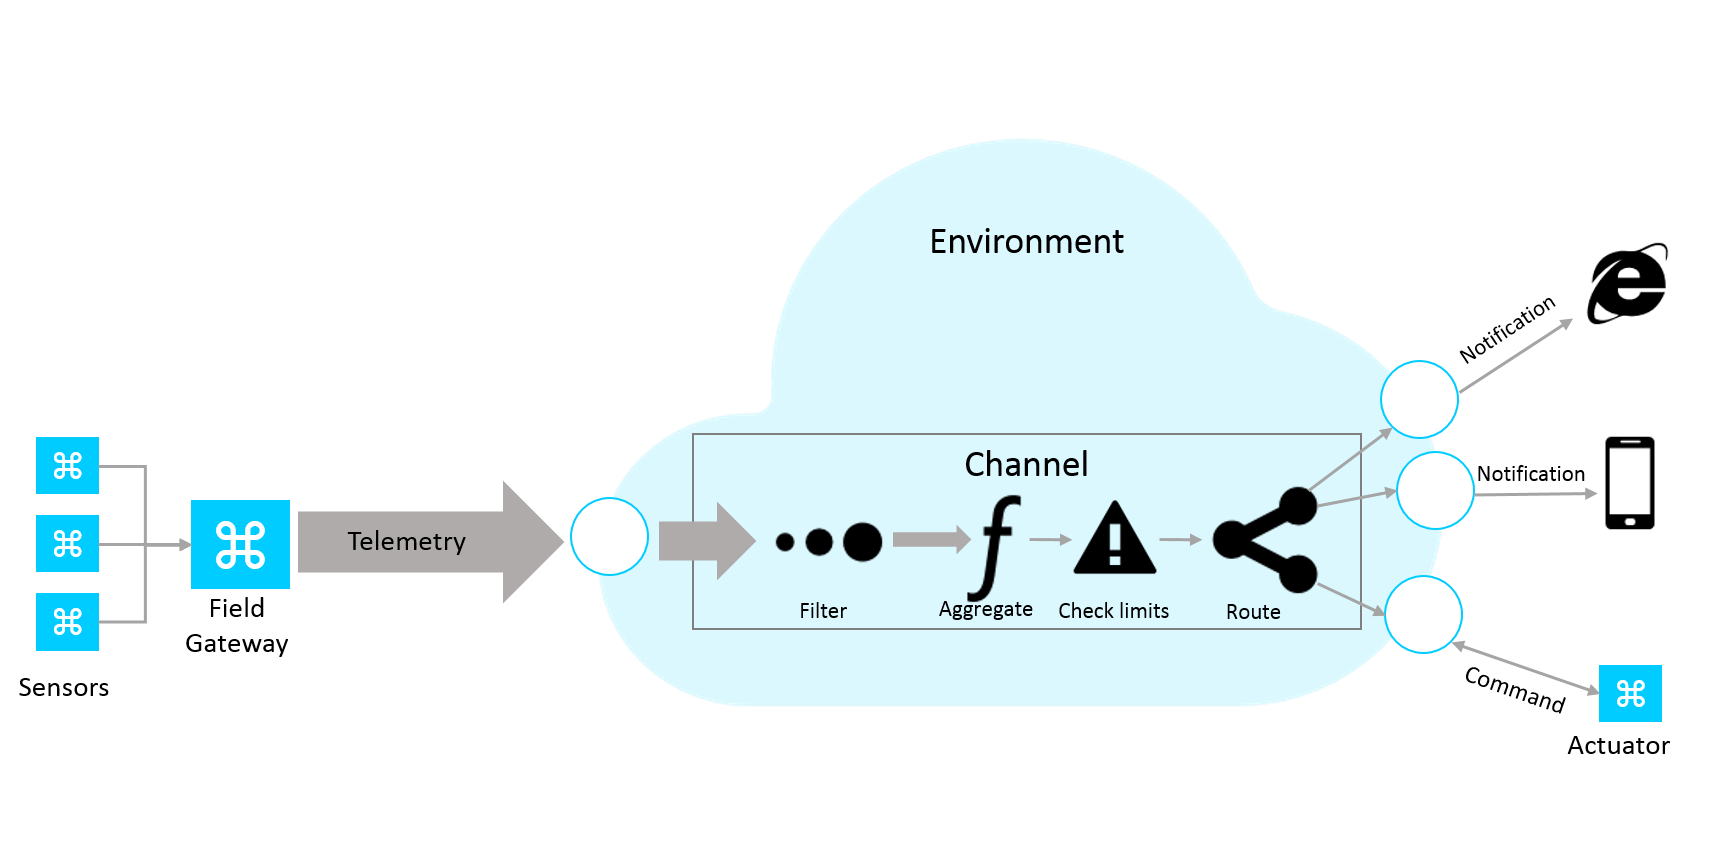 Environment
Notification
Channel
Notification
Telemetry
Filter
Aggregate
Check limits
Route
Field
Gateway
Sensors
Command
Actuator